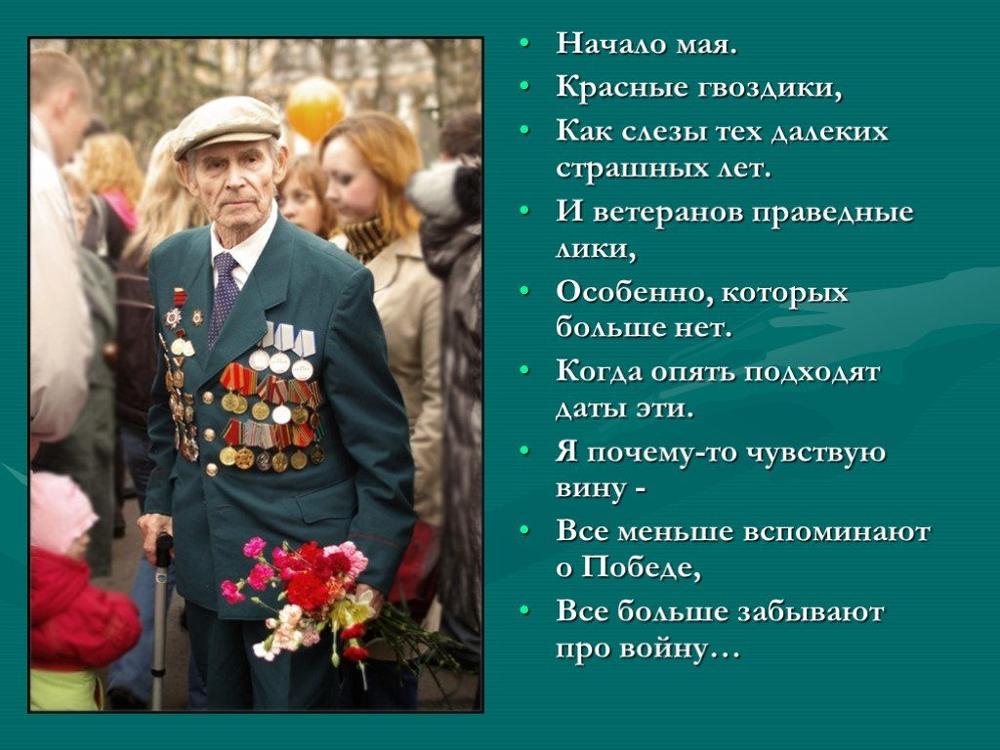 Начало мая.
Красные гвоздики,
Как слезы тех далеких
страшных лет.
И ветеранов праведные
лики,
Особенно, которых
больше нет.
Когда опять подходят
даты эти.
Я почему-то чувствую
вину -
Все меньше вспоминают
о Победе,
Все больше забывают
про войну…